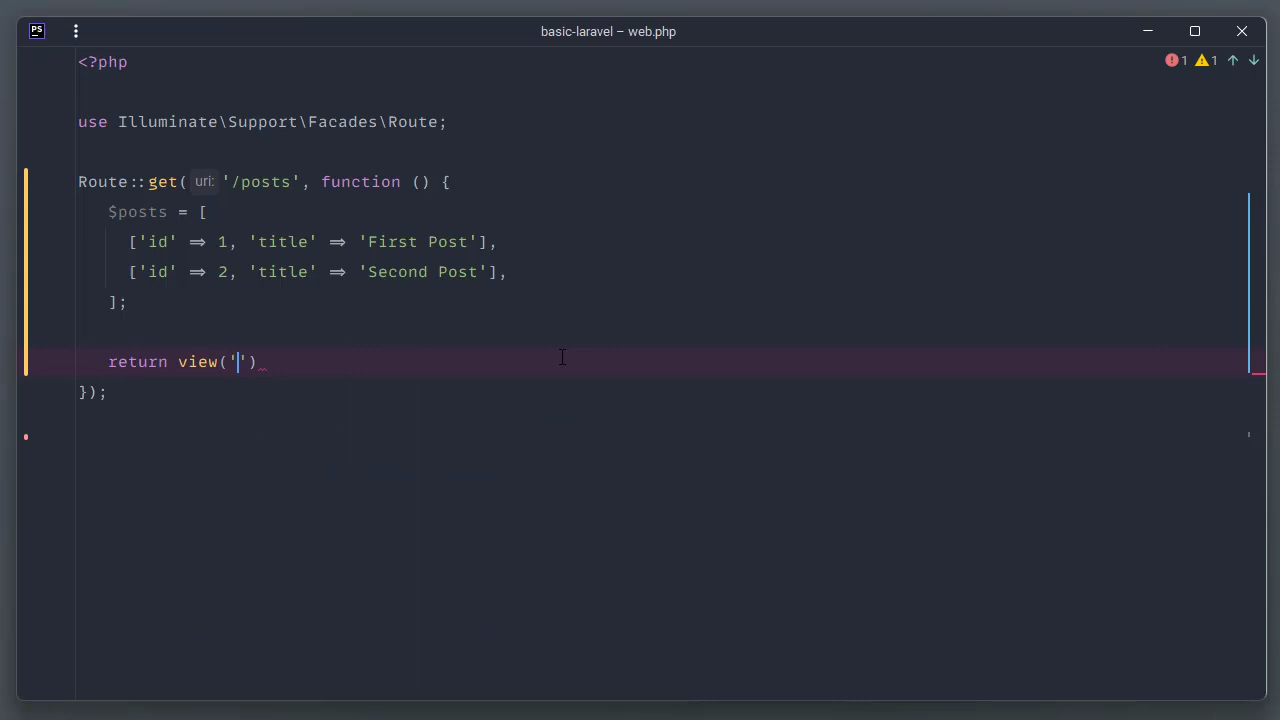 PS
basic-laravel – web.php
1 1
<?php
use Illuminate\Support\Facades\Route;
Route::get( uri: '/posts', function () {
$posts = [
['id' => 1, 'title' => 'First Post'],
['id' => 2, 'title' => 'Second Post'],
];
return view('')
});